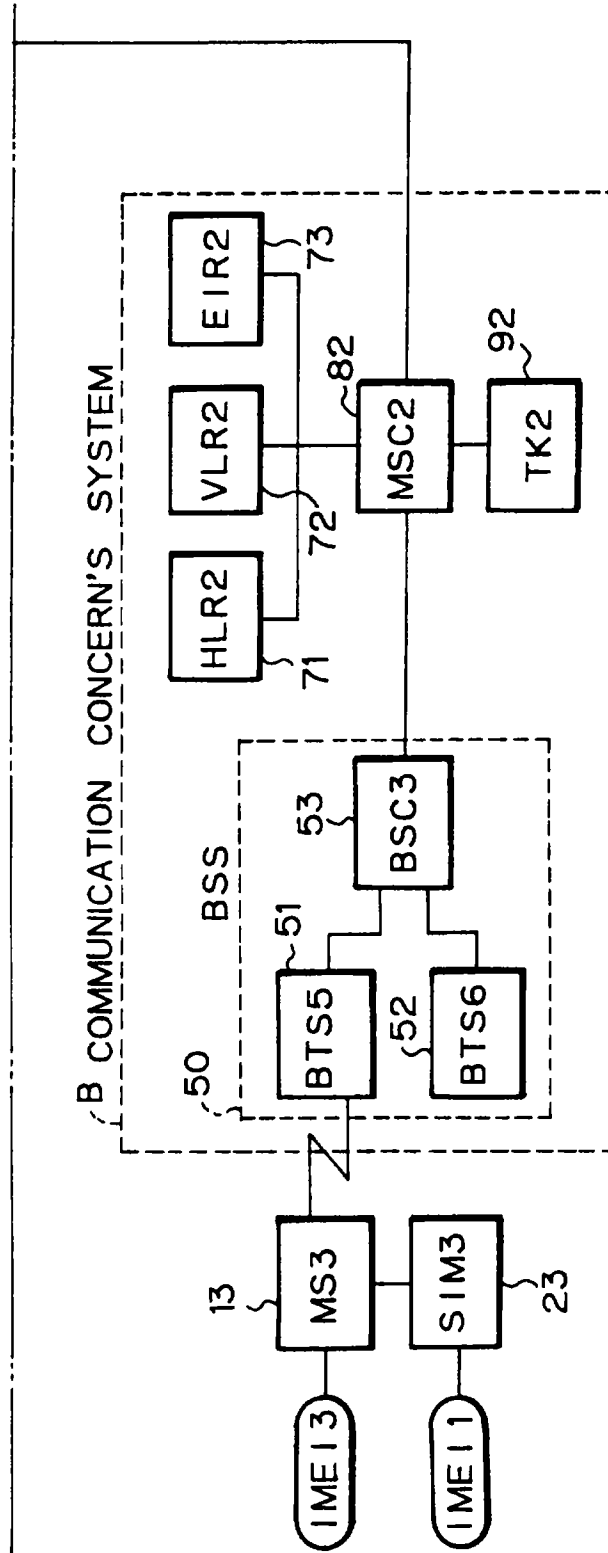 B COMMUNICATION CONCERN'S SYSTEM
HLR2
71
VLR2
72
EIR2
73
50
BSS
BTS5
51
BTS6
52
BSC3
53
MSC2
82
TK2
92
MS3
13
SIM3
23
IMEI3
IMEI1